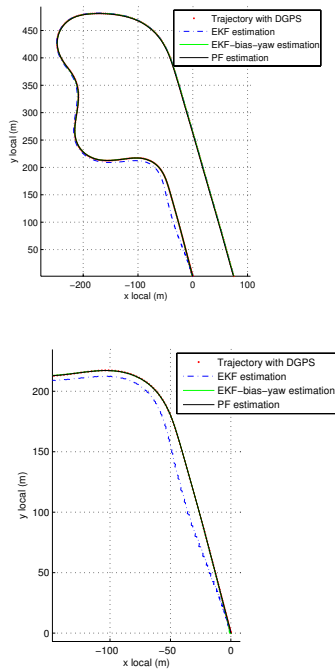 Trajectory with DGPS
EKF estimation
EKF-bias-yaw estimation
PF estimation
450
400
350
300
250
200
150
100
50
y local (m)
−200 −100 0 100
x local (m)
Trajectory with DGPS
EKF estimation
EKF-bias-yaw estimation
PF estimation
200
150
100
50
0
y local (m)
−100 −50 0
x local (m)